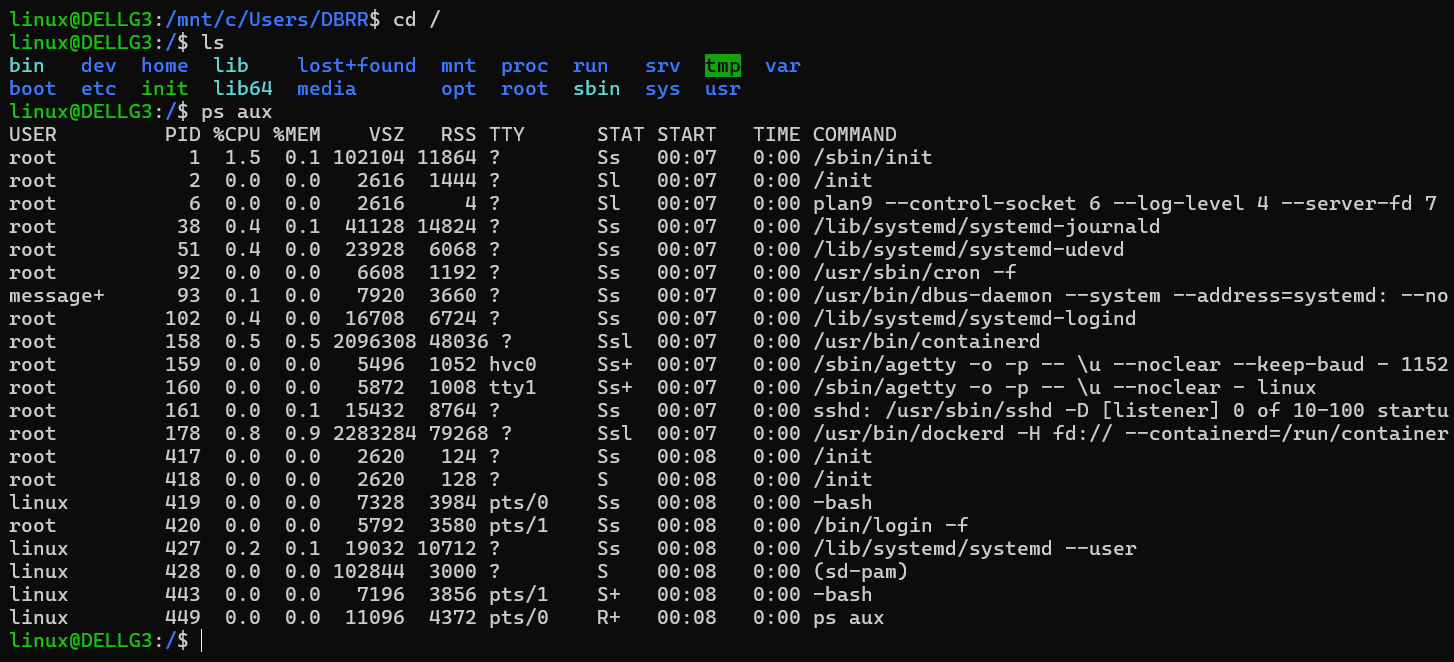 linux@DELLG3:/mnt/c/Users/DBRR$ cd /
linux@DELLG3:/$ ls
bin   dev  home  lib    lost+found  mnt  proc  run   srv  tmp  var
boot  etc  init  lib64  media       opt  root  sbin  sys  usr
linux@DELLG3:/$ ps aux
USER         PID %CPU %MEM    VSZ   RSS TTY      STAT START   TIME COMMAND
root           1  1.5  0.1 102104 11864 ?        Ss   00:07   0:00 /sbin/init
root           2  0.0  0.0   2616  1444 ?        Sl   00:07   0:00 /init
root           6  0.0  0.0   2616     4 ?        Sl   00:07   0:00 plan9 --control-socket 6 --log-level 4 --server-fd 7
root          38  0.4  0.1  41128 14824 ?        Ss   00:07   0:00 /lib/systemd/systemd-journald
root          51  0.4  0.0  23928  6068 ?        Ss   00:07   0:00 /lib/systemd/systemd-udevd
root          92  0.0  0.0   6608  1192 ?        Ss   00:07   0:00 /usr/sbin/cron -f
message+      93  0.1  0.0   7920  3660 ?        Ss   00:07   0:00 /usr/bin/dbus-daemon --system --address=systemd: --no
root         102  0.4  0.0  16708  6724 ?        Ss   00:07   0:00 /lib/systemd/systemd-logind
root         158  0.5  0.5 2096308 48036 ?       Ssl  00:07   0:00 /usr/bin/containerd
root         159  0.0  0.0   5496  1052 hvc0     Ss+  00:07   0:00 /sbin/agetty -o -p -- \u --noclear --keep-baud - 1152
root         160  0.0  0.0   5872  1008 tty1     Ss+  00:07   0:00 /sbin/agetty -o -p -- \u --noclear - linux
root         161  0.0  0.1  15432  8764 ?        Ss   00:07   0:00 sshd: /usr/sbin/sshd -D [listener] 0 of 10-100 startu
root         178  0.8  0.9 2283284 79268 ?       Ssl  00:07   0:00 /usr/bin/dockerd -H fd:// --containerd=/run/container
root         417  0.0  0.0   2620   124 ?        Ss   00:08   0:00 /init
root         418  0.0  0.0   2620   128 ?        S    00:08   0:00 /init
linux        419  0.0  0.0   7328  3984 pts/0    Ss   00:08   0:00 -bash
root         420  0.0  0.0   5792  3580 pts/1    Ss   00:08   0:00 /bin/login -f
linux        427  0.2  0.1  19032 10712 ?        Ss   00:08   0:00 /lib/systemd/systemd --user
linux        428  0.0  0.0 102844  3000 ?        S    00:08   0:00 (sd-pam)
linux        443  0.0  0.0   7196  3856 pts/1    S+   00:08   0:00 -bash
linux        449  0.0  0.0  11096  4372 pts/0    R+   00:08   0:00 ps aux
linux@DELLG3:/$